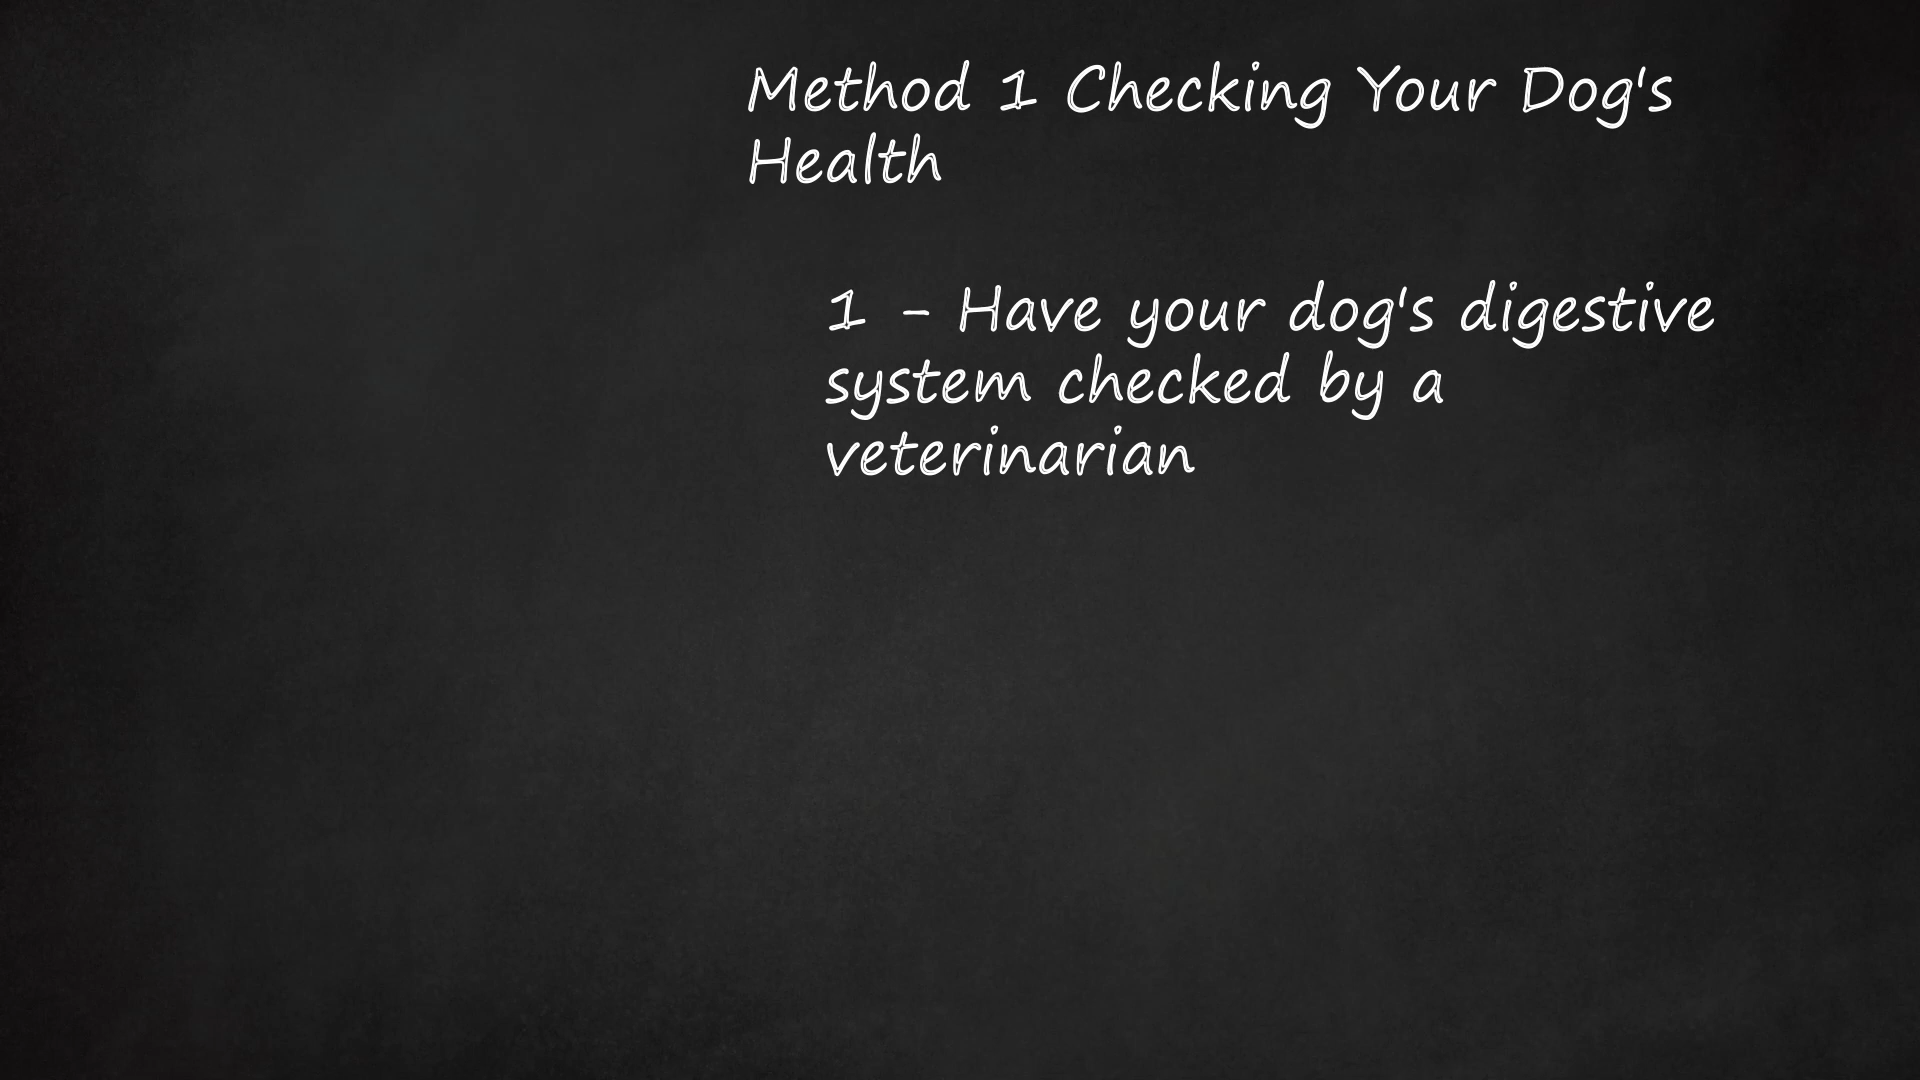 Method 1 Checking Your Dog's
Health
1 - Have your dog's digestive
system checked by a
veterinarian